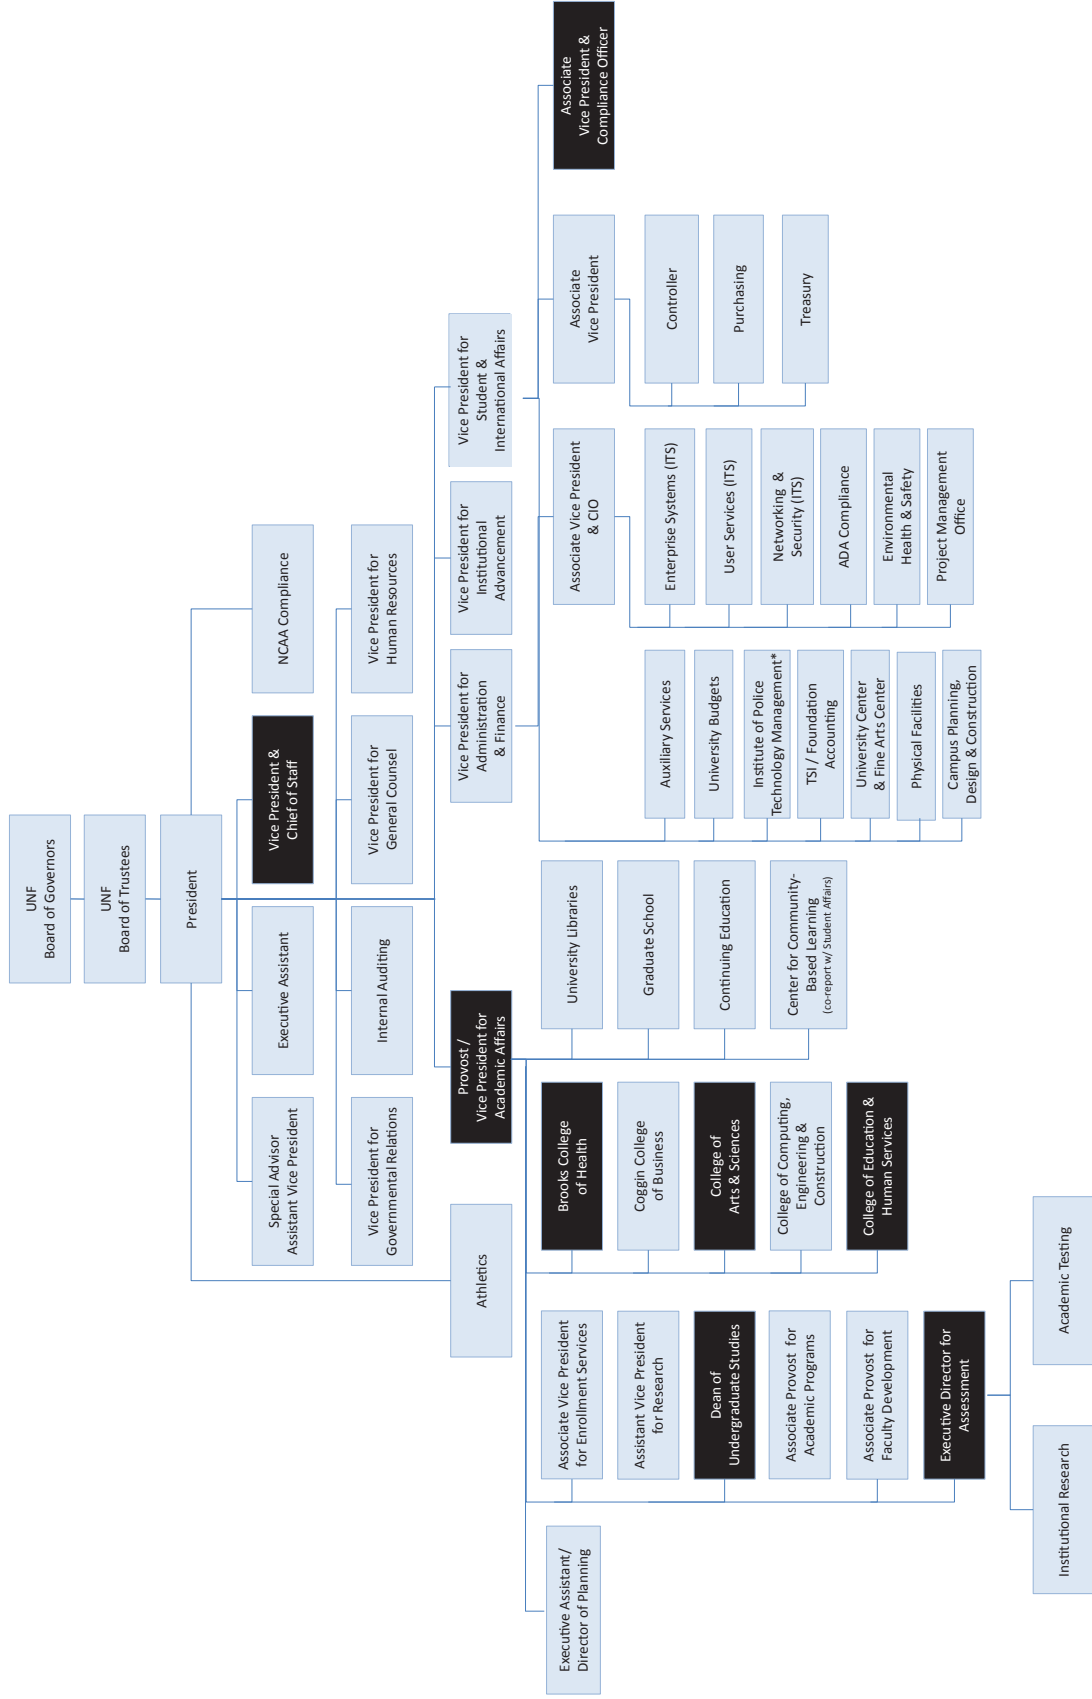 UNF
Board of Governors
UNF
Board of Trustees
President
Special Advisor
Assistant Vice President
Executive Assistant
Vice President &
Chief of Staff
NCAA Compliance
Vice President for
Governmental Relations
Internal Auditing
Vice President for
General Counsel
Vice President for
Human Resources
Athletics
Provost /
Vice President for
Academic Affairs
Vice President for
Administration
& Finance
Vice President for
Institutional
Advancement
Vice President for
Student &
International Affairs
Executive Assistant/
Director of Planning
Associate Vice President
for Enrollment Services
Assistant Vice President
for Research
Dean of
Undergraduate Studies
Associate Provost for
Academic Programs
Associate Provost for
Faculty Development
Executive Director for
Assessment
Institutional Research
Academic Testing
Brooks College
of Health
Coggin College
of Business
College of
Arts & Sciences
College of Computing,
Engineering &
Construction
College of Education &
Human Services
University Libraries
Graduate School
Continuing Education
Center for Community-
Based Learning
(co-report w/ Student Affairs)
Auxiliary Services
University Budgets
Institute of Police
Technology Management*
TSI / Foundation
Accounting
University Center
& Fine Arts Center
Physical Facilities
Campus Planning,
Design & Construction
Associate Vice President
& CIO
Enterprise Systems (ITS)
User Services (ITS)
Networking &
Security (ITS)
ADA Compliance
Environmental
Health & Safety
Project Management
Office
Associate
Vice President
Controller
Purchasing
Treasury
Associate
Vice President &
Compliance Officer